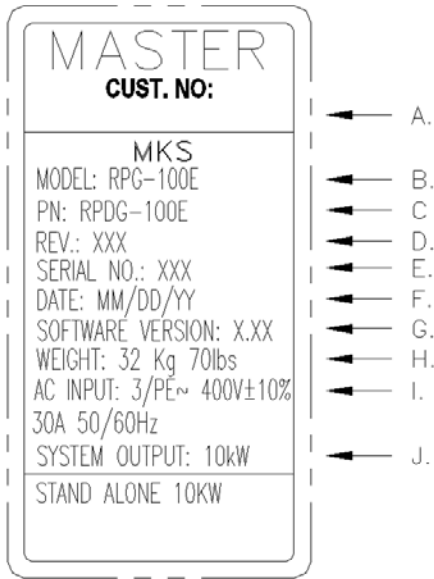 MASTER
CUST. NO:
A.
MKS
MODEL: RPG-100E
B.
PN: RPDG-100E
C
REV.: XXX
D.
SERIAL NO.: XXX
E.
DATE: MM/DD/YY
F.
SOFTWARE VERSION: X.XX
G.
WEIGHT: 32 Kg 70lbs
H.
AC INPUT: 3/PE~ 400V±10%
I.
30A 50/60Hz
SYSTEM OUTPUT: 10kW
J.
STAND ALONE 10KW